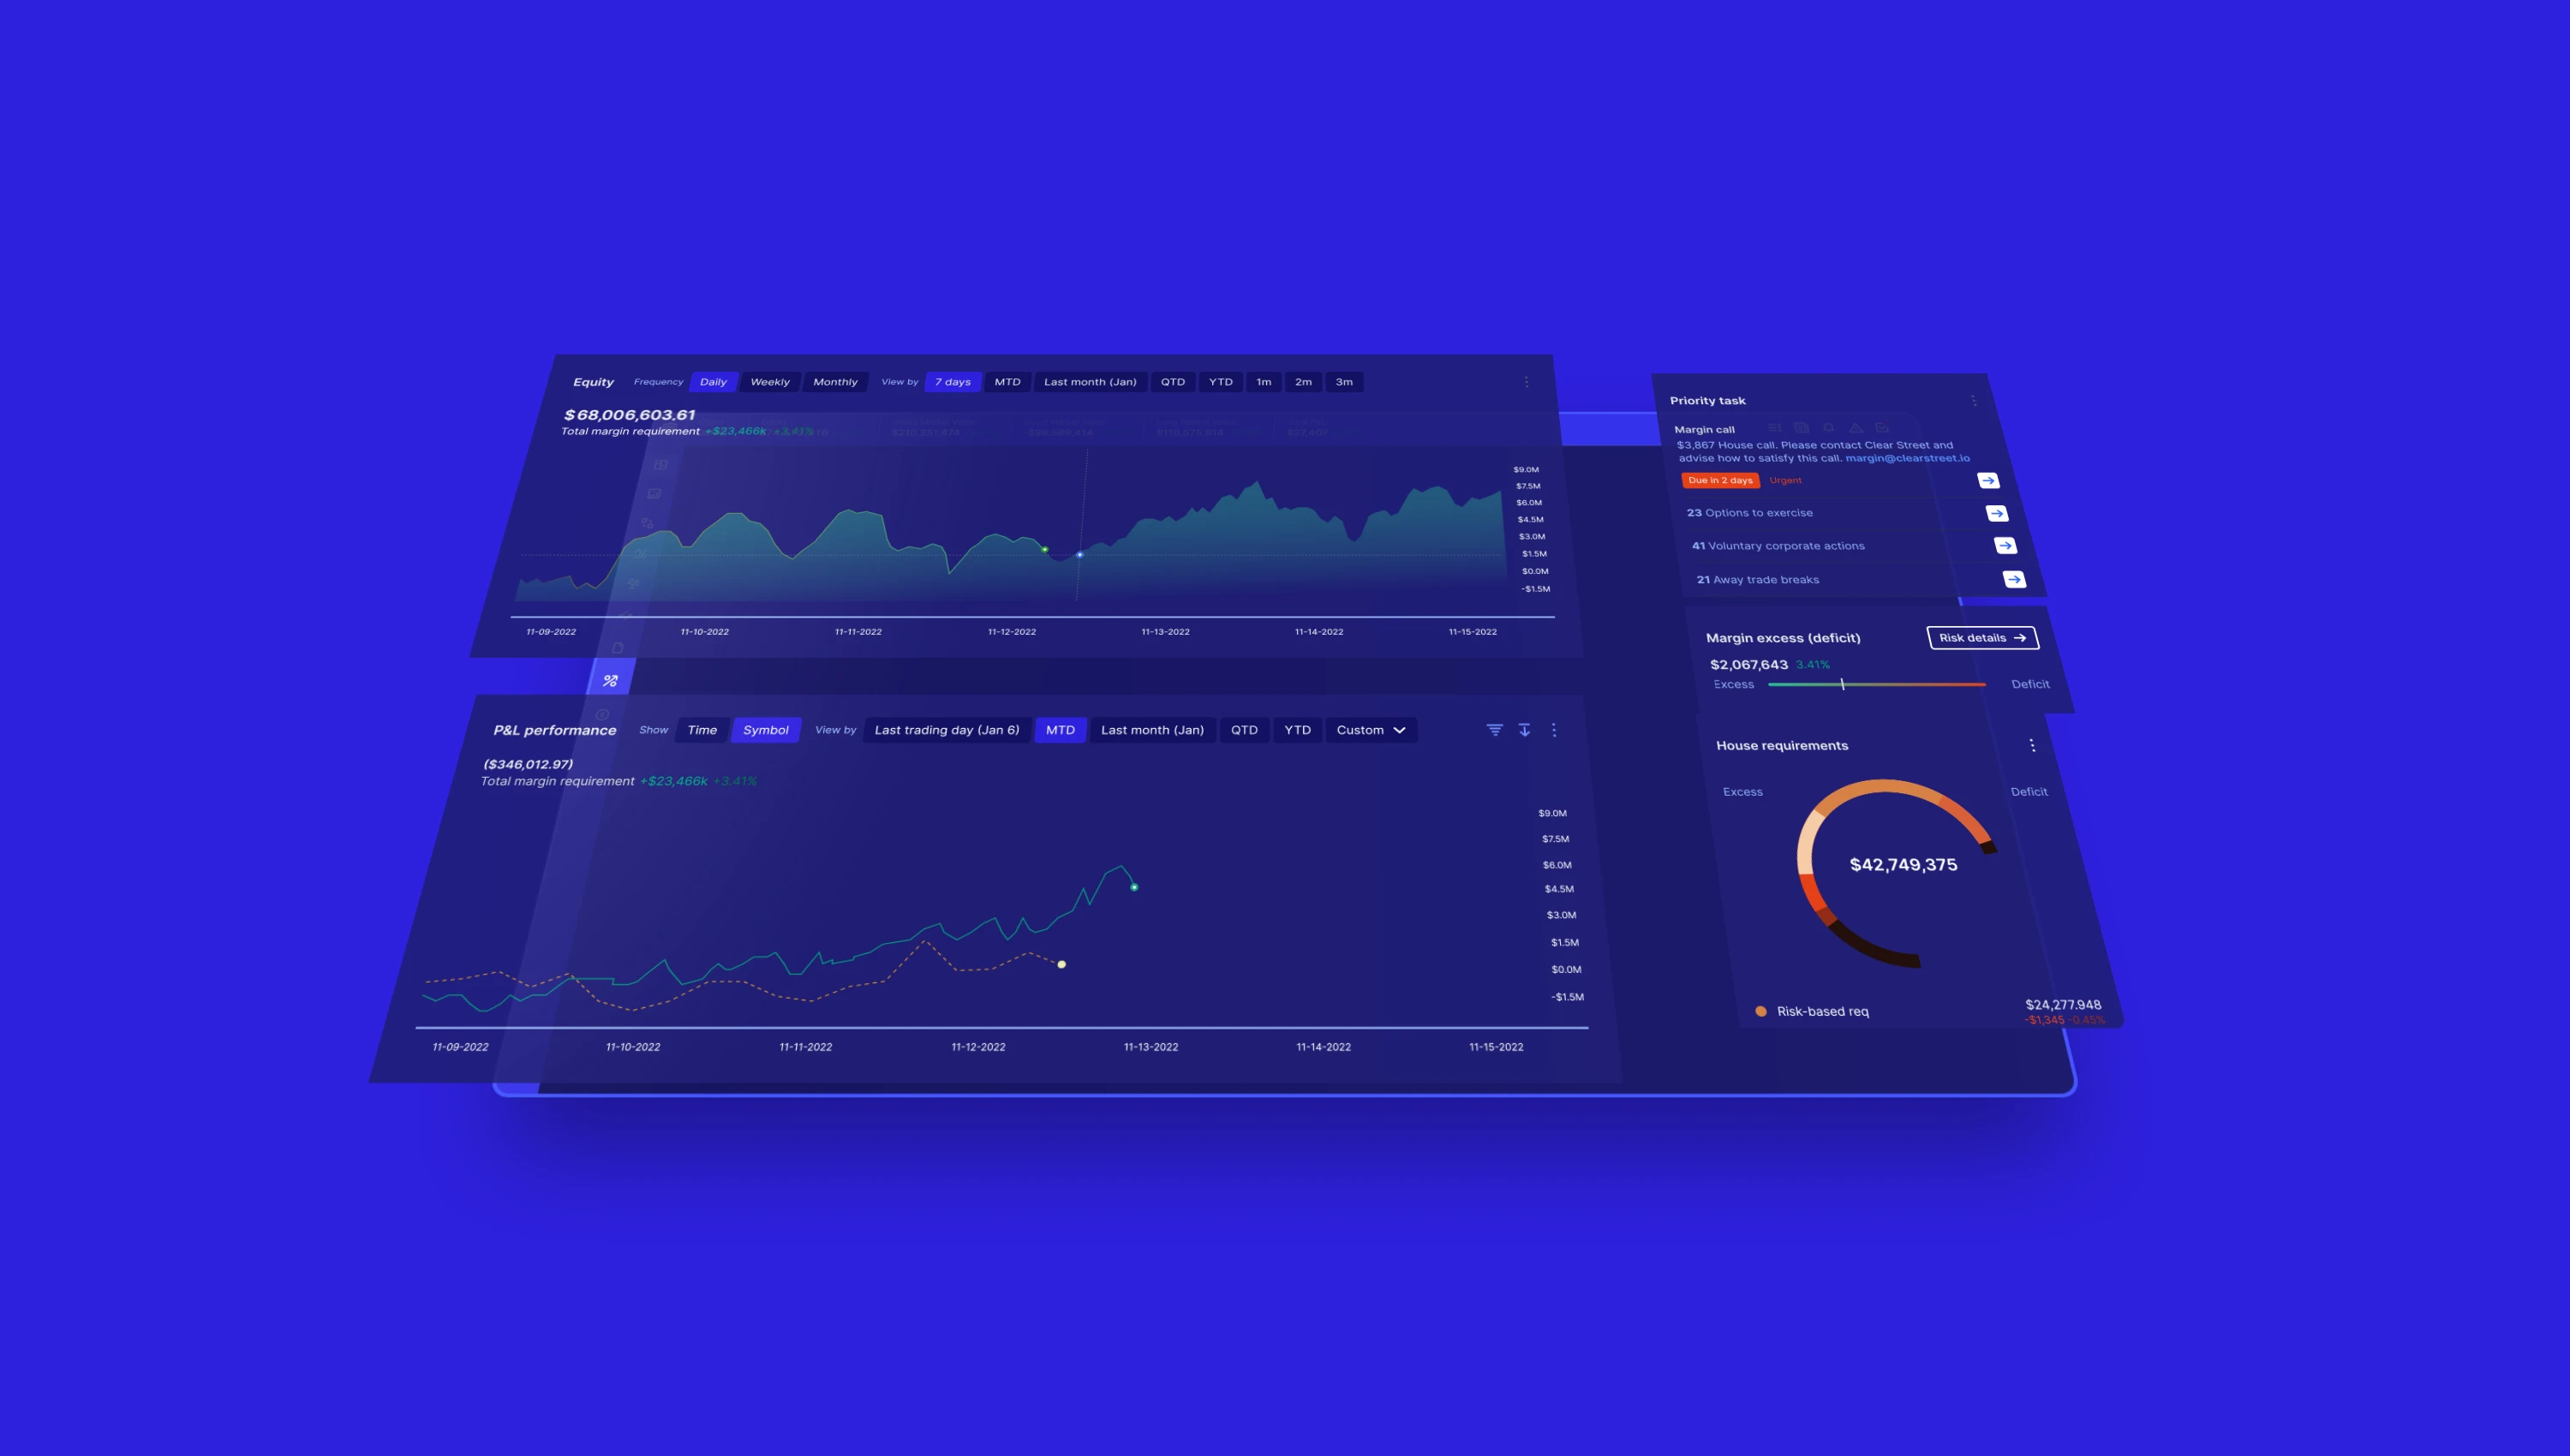 Equity Frequency Daily Weekly Monthly View by 7 days MTD Last month (Jan) QTD YTD 1m 2m 3m
$68,006,603.61
Total margin requirement +$23,466k +3.41%
$9.0M
$7.5M
$6.0M
$4.5M
$3.0M
$1.5M
$0.0M
-$1.5M
11-09-2022 11-10-2022 11-11-2022 11-12-2022 11-13-2022 11-14-2022 11-15-2022
P&L performance Show Time Symbol View by Last trading day (Jan 6) MTD Last month (Jan) QTD YTD Custom
($346,012.97)
Total margin requirement +$23,466k +3.41%
$9.0M
$7.5M
$6.0M
$4.5M
$3.0M
$1.5M
$0.0M
-$1.5M
11-09-2022 11-10-2022 11-11-2022 11-12-2022 11-13-2022 11-14-2022 11-15-2022
Priority task
Margin call
$3,867 House call. Please contact Clear Street and
advise how to satisfy this call. margin@clearstreet.io
Due in 2 days Urgent
23 Options to exercise
41 Voluntary corporate actions
21 Away trade breaks
Margin excess (deficit) Risk details
$2,067,643 3.41%
Excess Deficit
House requirements
Excess Deficit
$42,749,375
Risk-based req $24,277.948
-$1,345 -0.45%